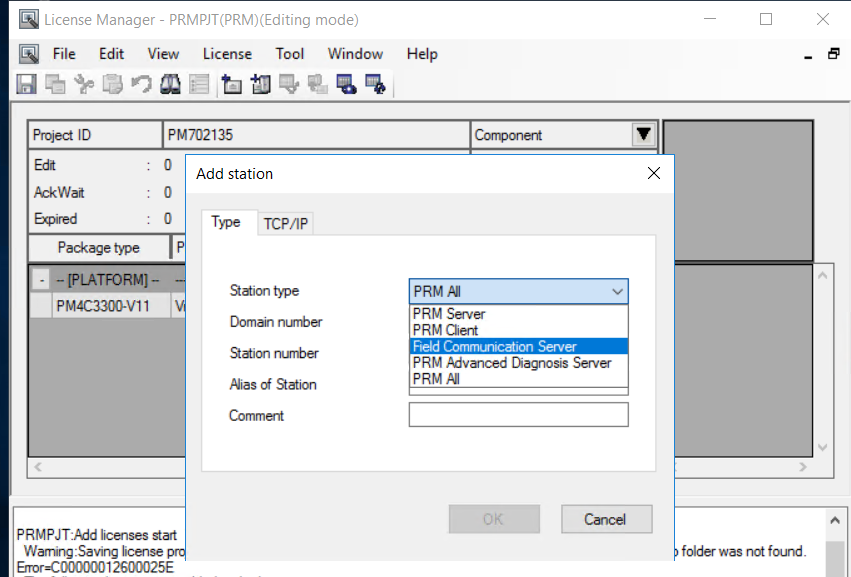 License Manager - PRMPJT(PRM)(Editing mode)
File Edit View License Tool Window Help
Project ID PM702135 Component
Edit : 0
AckWait : 0
Expired : 0
Package type P
- -- [PLATFORM] -- ---
PM4C3300-V11 Vi
Add station
Type TCP/IP
Station type PRM All
PRM Server
PRM Client
Field Communication Server
PRM Advanced Diagnosis Server
PRM All
Domain number
Station number
Alias of Station
Comment
OK Cancel
PRMPJT:Add licenses start
Warning:Saving license pro
folder was not found.
Error=C00000012600025E